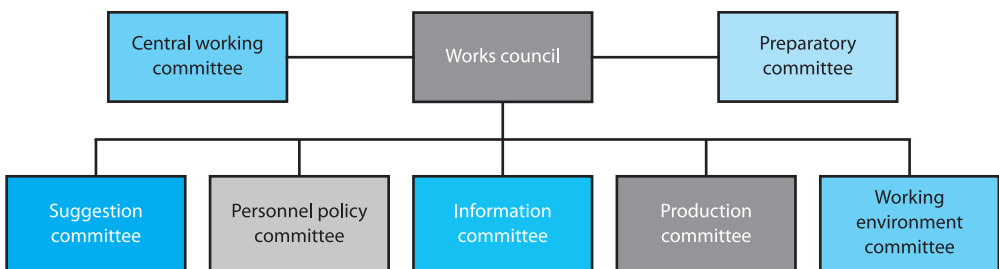 Central working
committee
Works council
Preparatory
committee
Suggestion
committee
Personnel policy
committee
Information
committee
Production
committee
Working
environment
committee